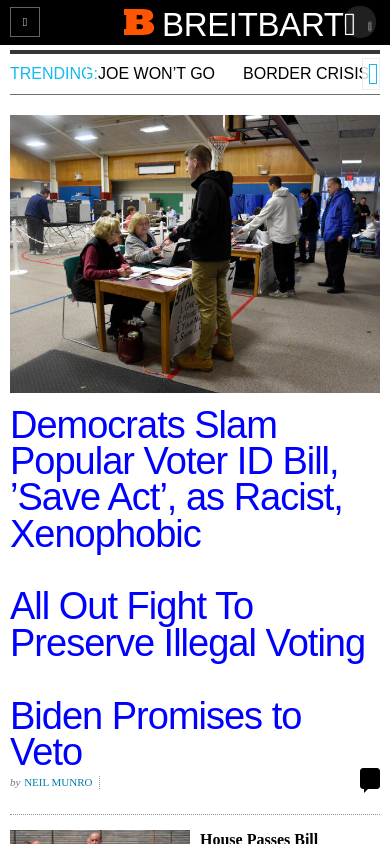 BREITBART
TRENDING: JOE WON’T GO BORDER CRISIS
Democrats Slam
Popular Voter ID Bill,
’Save Act’, as Racist,
Xenophobic
All Out Fight To
Preserve Illegal Voting
Biden Promises to
Veto
by NEIL MUNRO
House Passes Bill